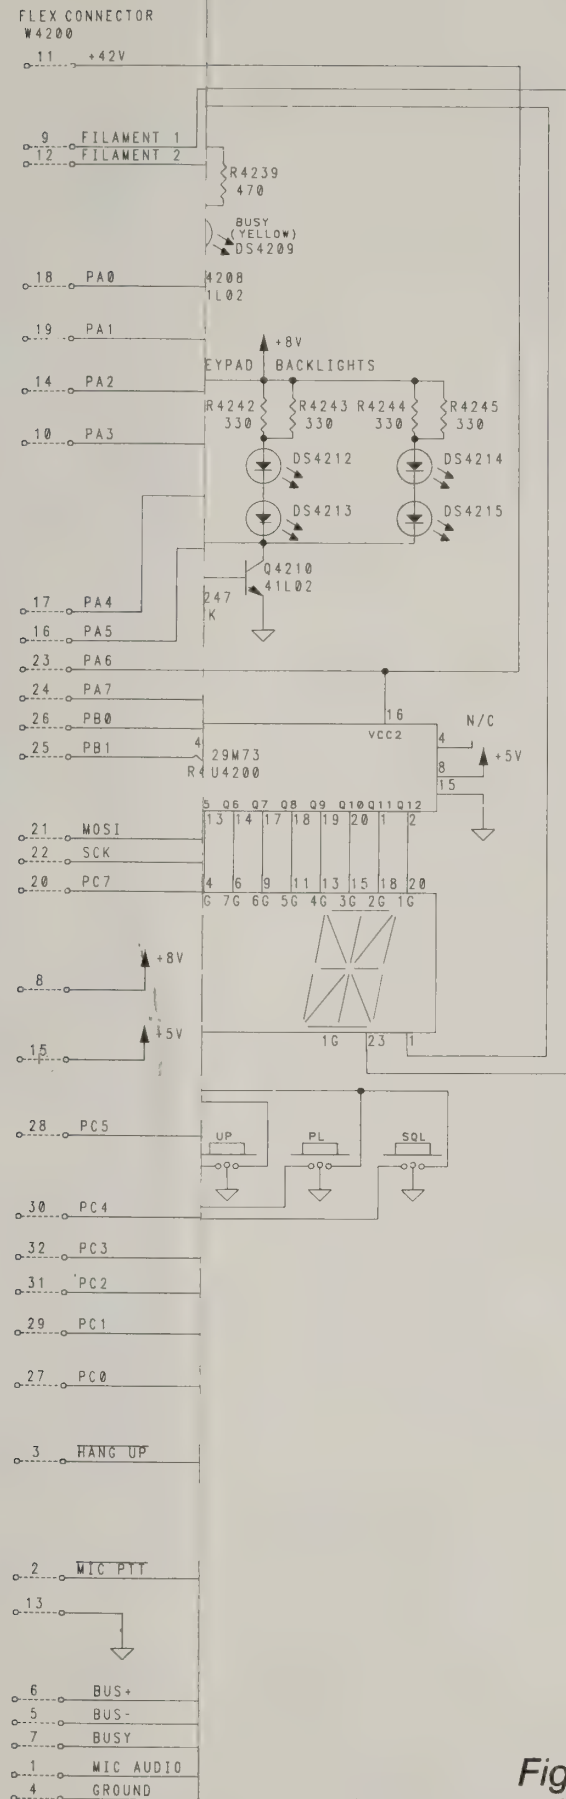 FLEX CONNECTOR
W4200
11 +42V
9 FILAMENT 1
12 FILAMENT 2
R4239
470
BUSY
(YELLOW)
DS4209
18 PA0
4208
1L02
19 PA1
+8V
EYPAD BACKLIGHTS
14 PA2
R4242 R4243 R4244 R4245
330 330 330 330
10 PA3
DS4212 DS4214
DS4213 DS4215
Q4210
41L02
247
K
17 PA4
16 PA5
23 PA6
24 PA7
26 PB0
16
VCC2
N/C
4
25 PB1
4
29M73
R4 U4200
8
+5V
15
5 Q6 Q7 Q8 Q9 Q10 Q11 Q12
13 14 17 18 19 20 1 2
21 MOSI
22 SCK
20 PC7
4 6 9 11 13 15 18 20
G 7G 6G 5G 4G 3G 2G 1G
+8V
8
+5V
15
1G 23 1
28 PC5
UP PL SQL
30 PC4
32 PC3
31 PC2
29 PC1
27 PC0
3 HANG UP
2 MIC PTT
13
6 BUS+
5 BUS-
7 BUSY
1 MIC AUDIO
4 GROUND
Fig